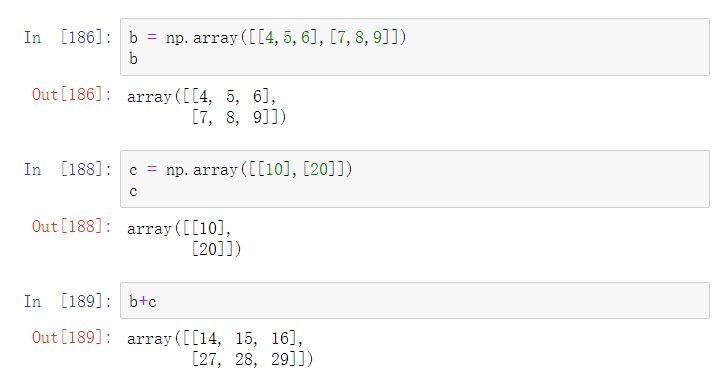 In [186]: b = np.array([[4,5,6],[7,8,9]])
b
Out[186]: array([[4, 5, 6],
[7, 8, 9]])
In [188]: c = np.array([[10],[20]])
c
Out[188]: array([[10],
[20]])
In [189]: b+c
Out[189]: array([[14, 15, 16],
[27, 28, 29]])